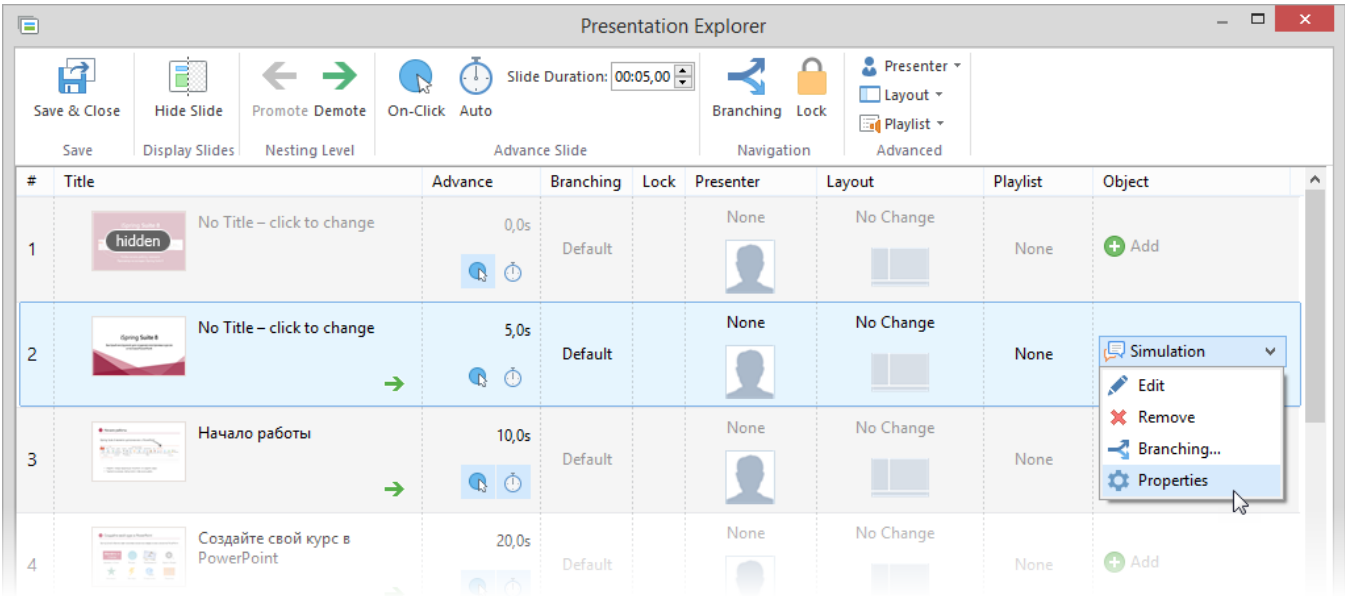 Presentation Explorer
Save & Close
Hide Slide
Promote Demote
On-Click Auto
Slide Duration: 00:05,00
Branching Lock
Presenter
Layout
Playlist
Save
Display Slides
Nesting Level
Advance Slide
Navigation
Advanced
# Title Advance Branching Lock Presenter Layout Playlist Object
1
hidden
No Title – click to change
0,0s
Default
None
No Change
None
Add
2
iSpring Suite 8
No Title – click to change
5,0s
Default
None
No Change
None
Simulation
Edit
Remove
Branching...
Properties
3
Начало работы
10,0s
Default
None
No Change
None
4
Создайте свой курс в
PowerPoint
20,0s
Default
None
No Change
None
Add